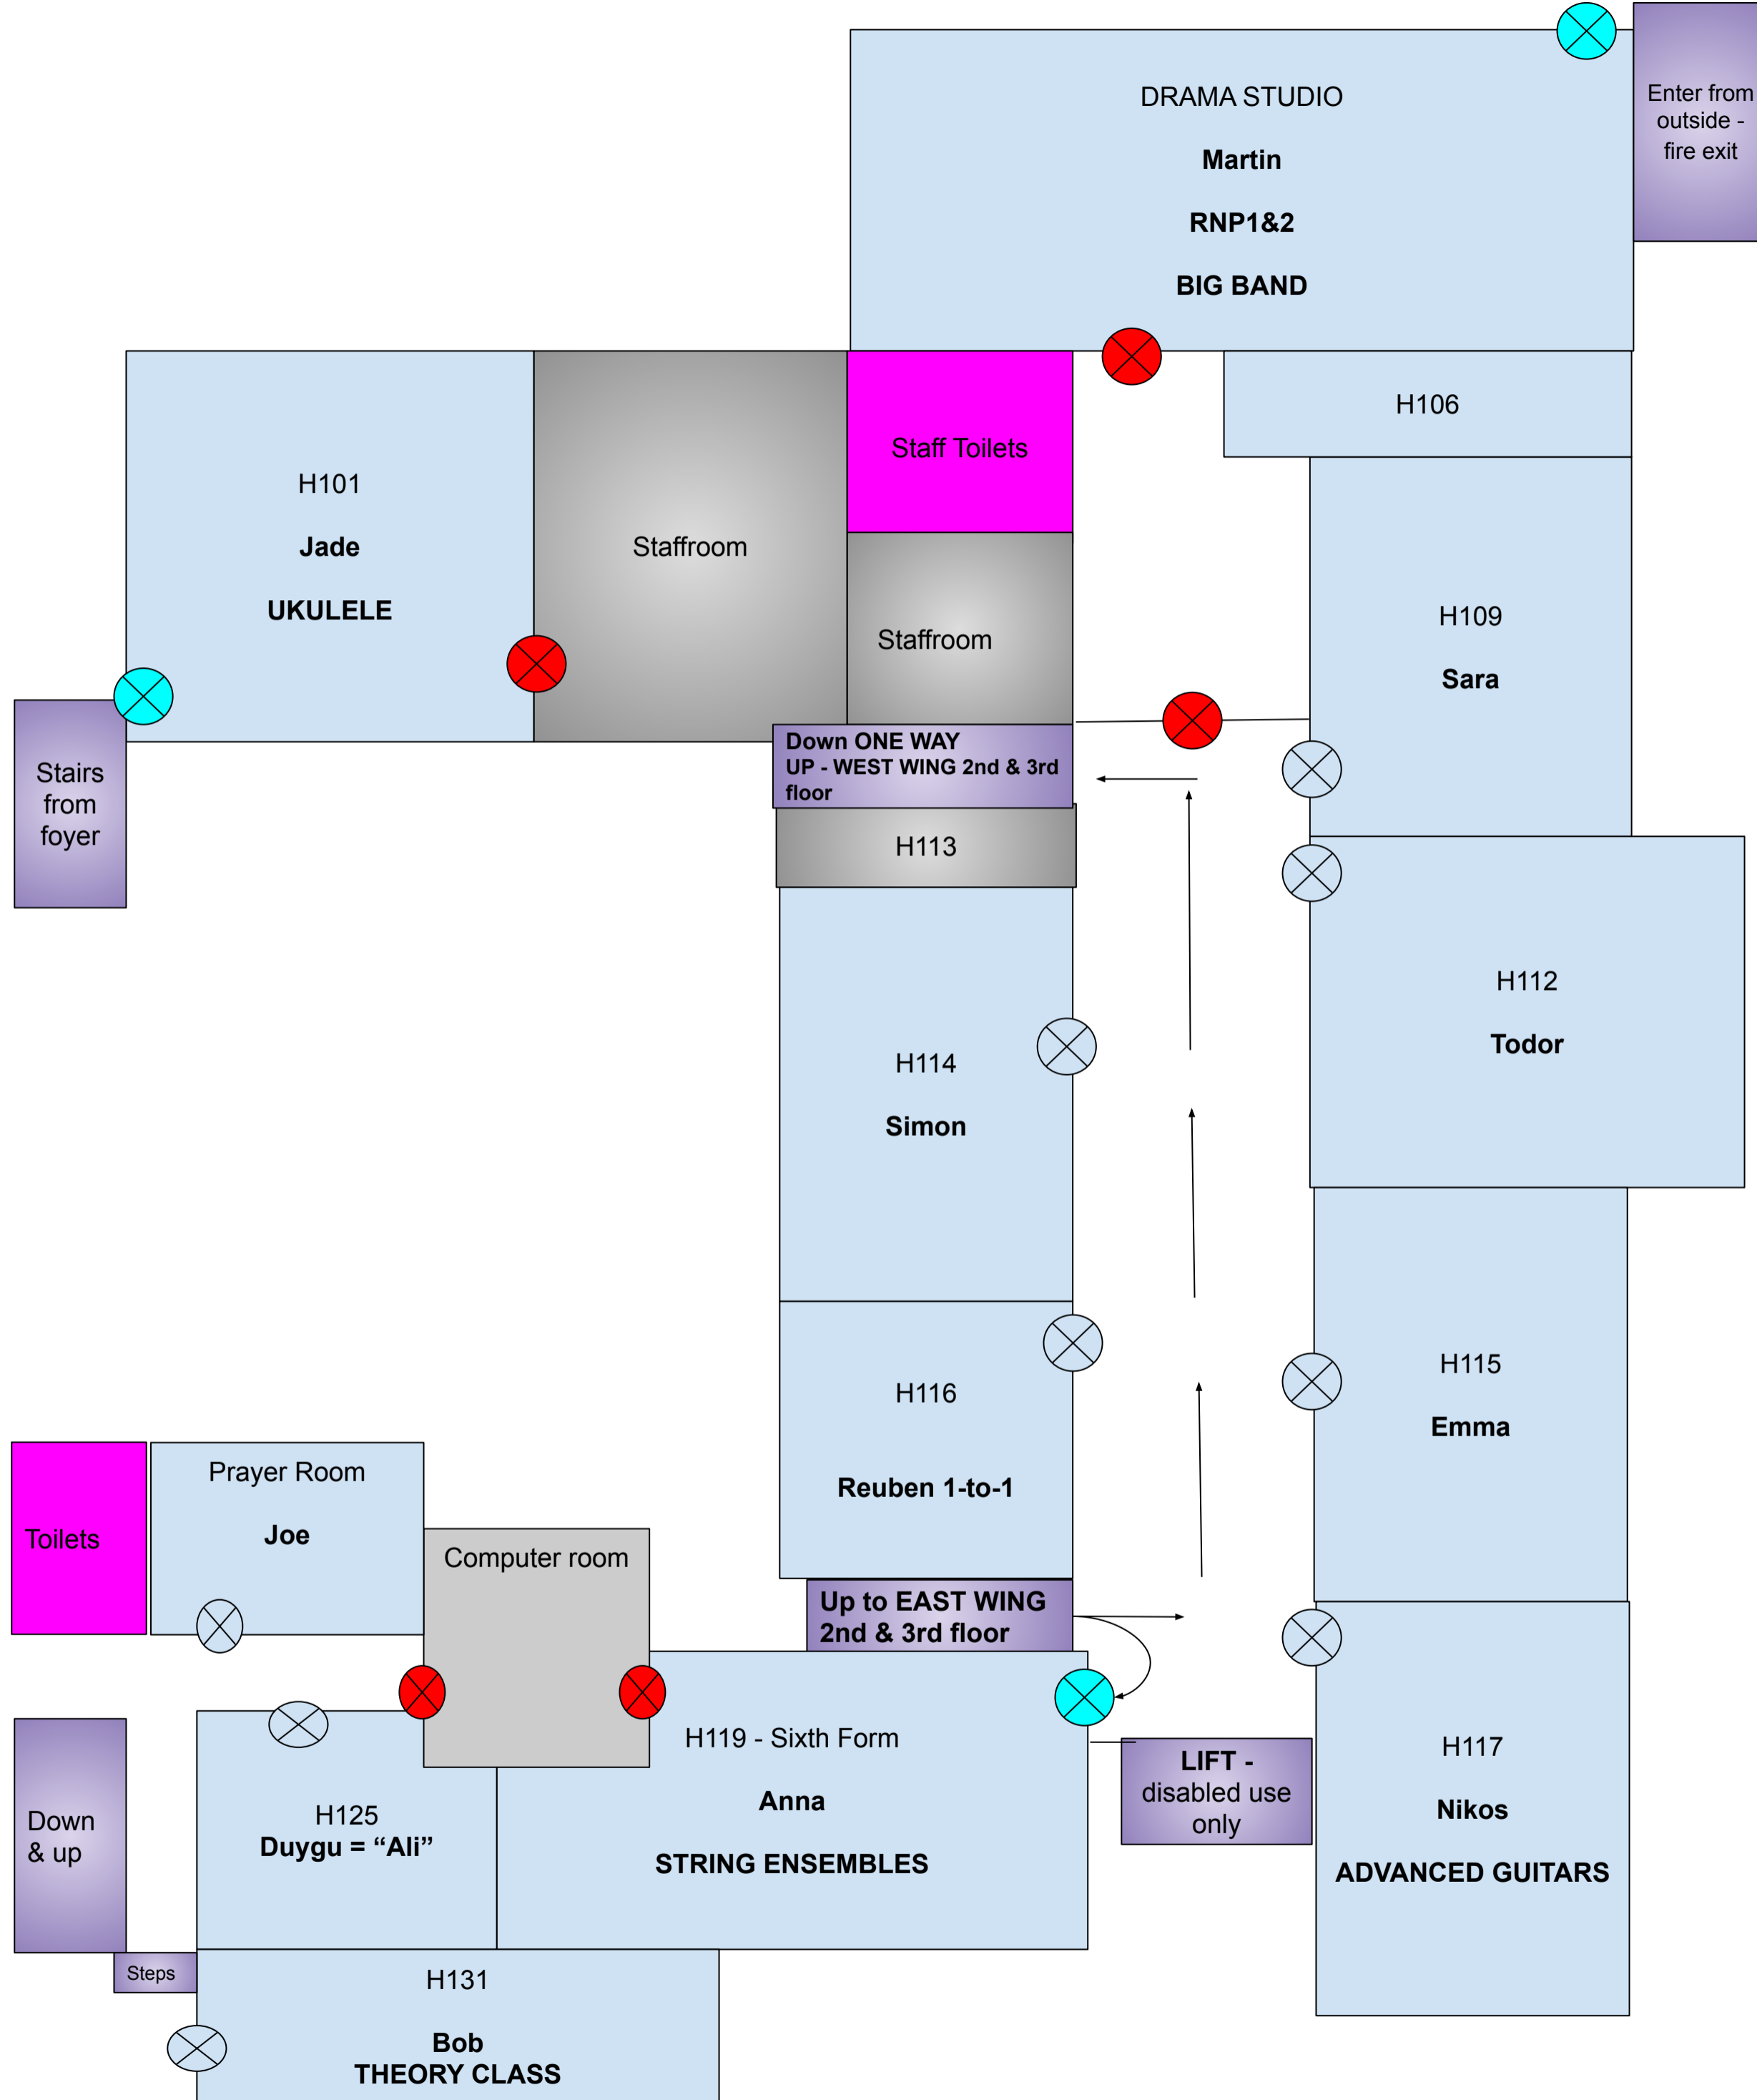 DRAMA STUDIO
Martin
RNP1&2
BIG BAND
Enter from
outside -
fire exit
H106
H101
Jade
UKULELE
Staffroom
Staff Toilets
Staffroom
H109
Sara
Stairs
from
foyer
Down ONE WAY
UP - WEST WING 2nd & 3rd
floor
H113
H112
Todor
H114
Simon
H115
Emma
H116
Reuben 1-to-1
Toilets
Prayer Room
Joe
Computer room
Up to EAST WING
2nd & 3rd floor
H119 - Sixth Form
Anna
STRING ENSEMBLES
LIFT -
disabled use
only
H117
Nikos
ADVANCED GUITARS
Down
& up
H125
Duygu = “Ali”
Steps
H131
Bob
THEORY CLASS